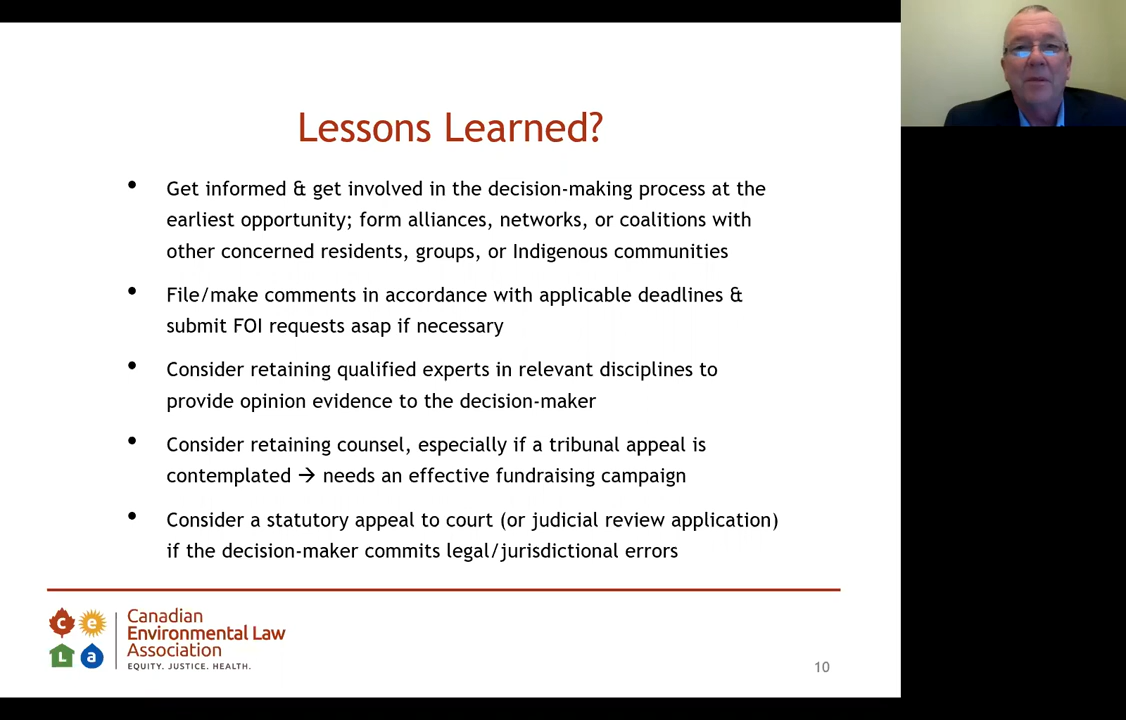 Lessons Learned?
• Get informed & get involved in the decision-making process at the
earliest opportunity; form alliances, networks, or coalitions with
other concerned residents, groups, or Indigenous communities
• File/make comments in accordance with applicable deadlines &
submit FOI requests asap if necessary
• Consider retaining qualified experts in relevant disciplines to
provide opinion evidence to the decision-maker
• Consider retaining counsel, especially if a tribunal appeal is
contemplated → needs an effective fundraising campaign
• Consider a statutory appeal to court (or judicial review application)
if the decision-maker commits legal/jurisdictional errors
c e
L a
Canadian
Environmental Law
Association
EQUITY. JUSTICE. HEALTH.
10